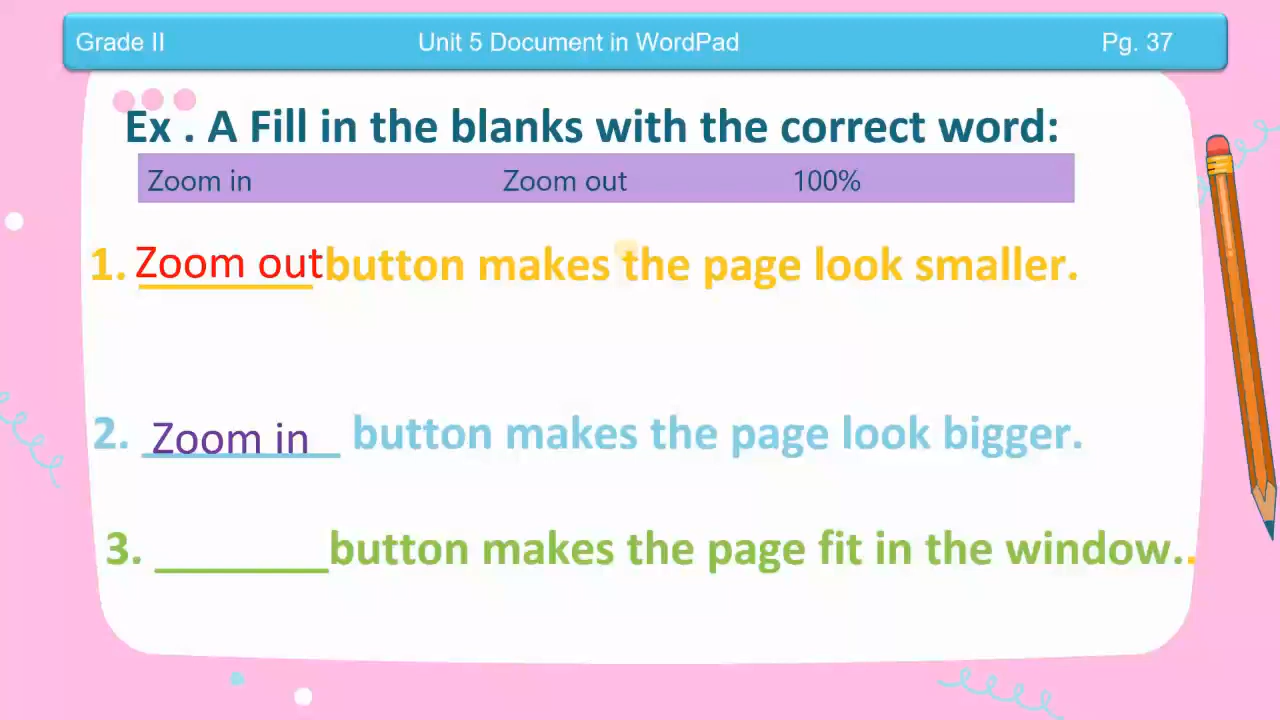 Grade II Unit 5 Document in WordPad Pg. 37
Ex . A Fill in the blanks with the correct word:
Zoom in Zoom out 100%
1. Zoom out button makes the page look smaller.
2. Zoom in button makes the page look bigger.
3. ________button makes the page fit in the window..